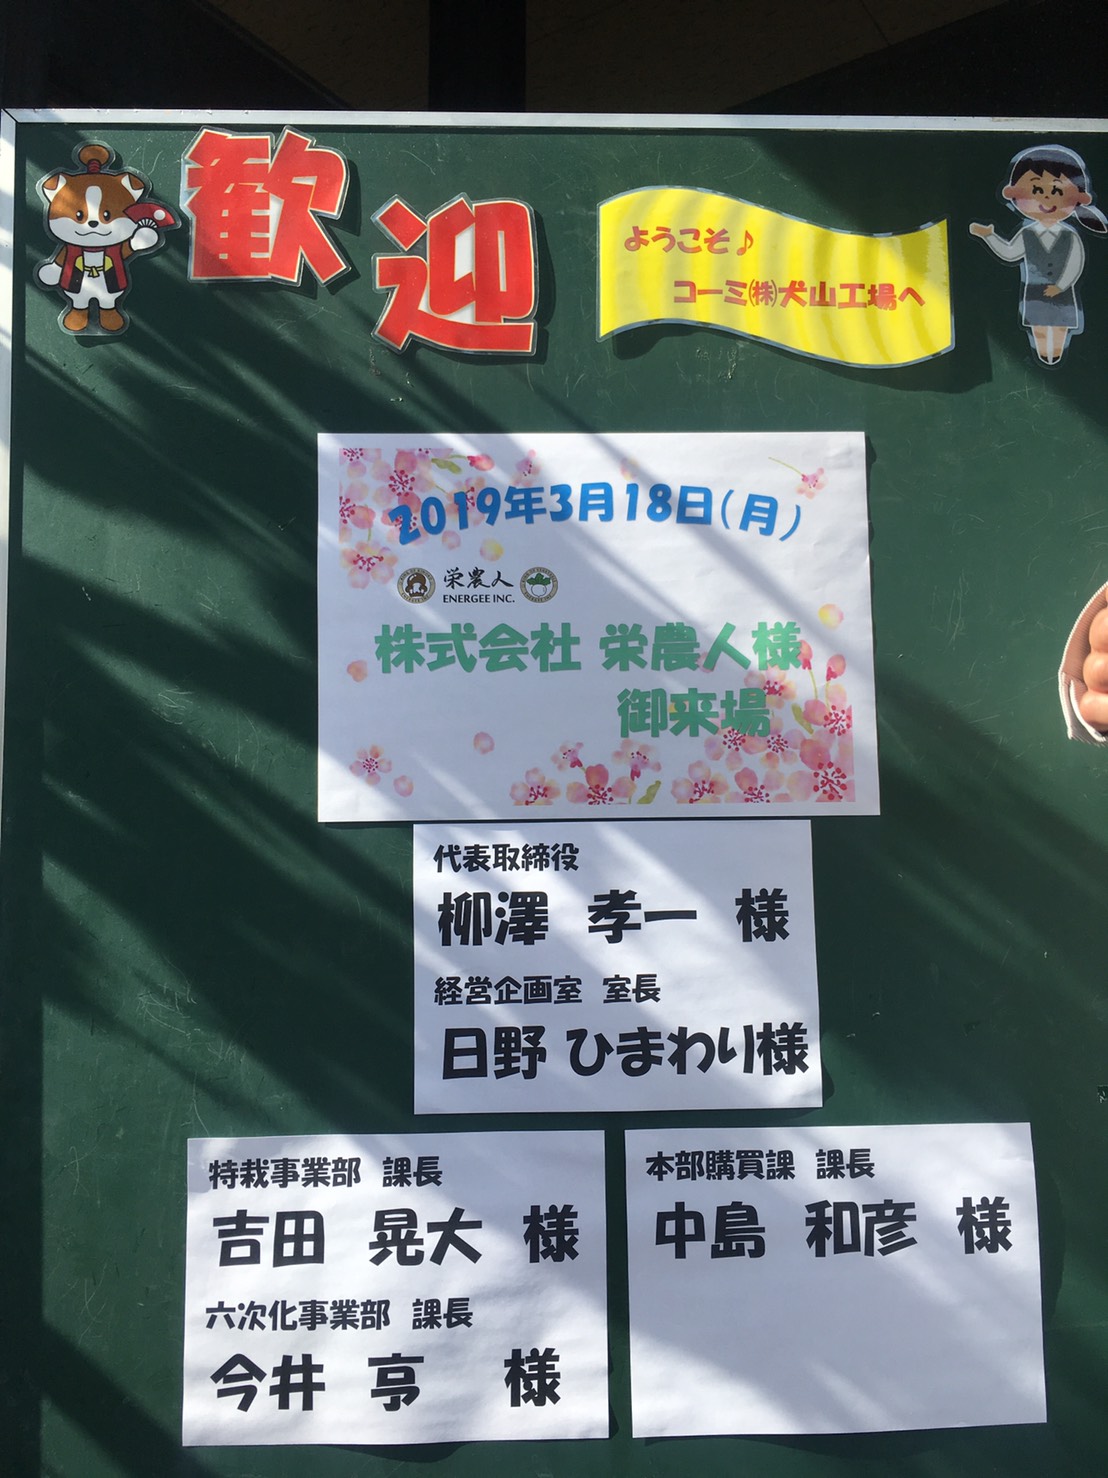 歓迎
ようこそ♪
コーミ㈱犬山工場へ
2019年3月18日(月)
栄農人
ENERGEE INC.
株式会社 栄農人様
御来場
代表取締役
柳澤 孝一 様
経営企画室 室長
日野 ひまわり様
特栽事業部 課長
吉田 晃大 様
六次化事業部 課長
今井 亨 様
本部購買課 課長
中島 和彦 様